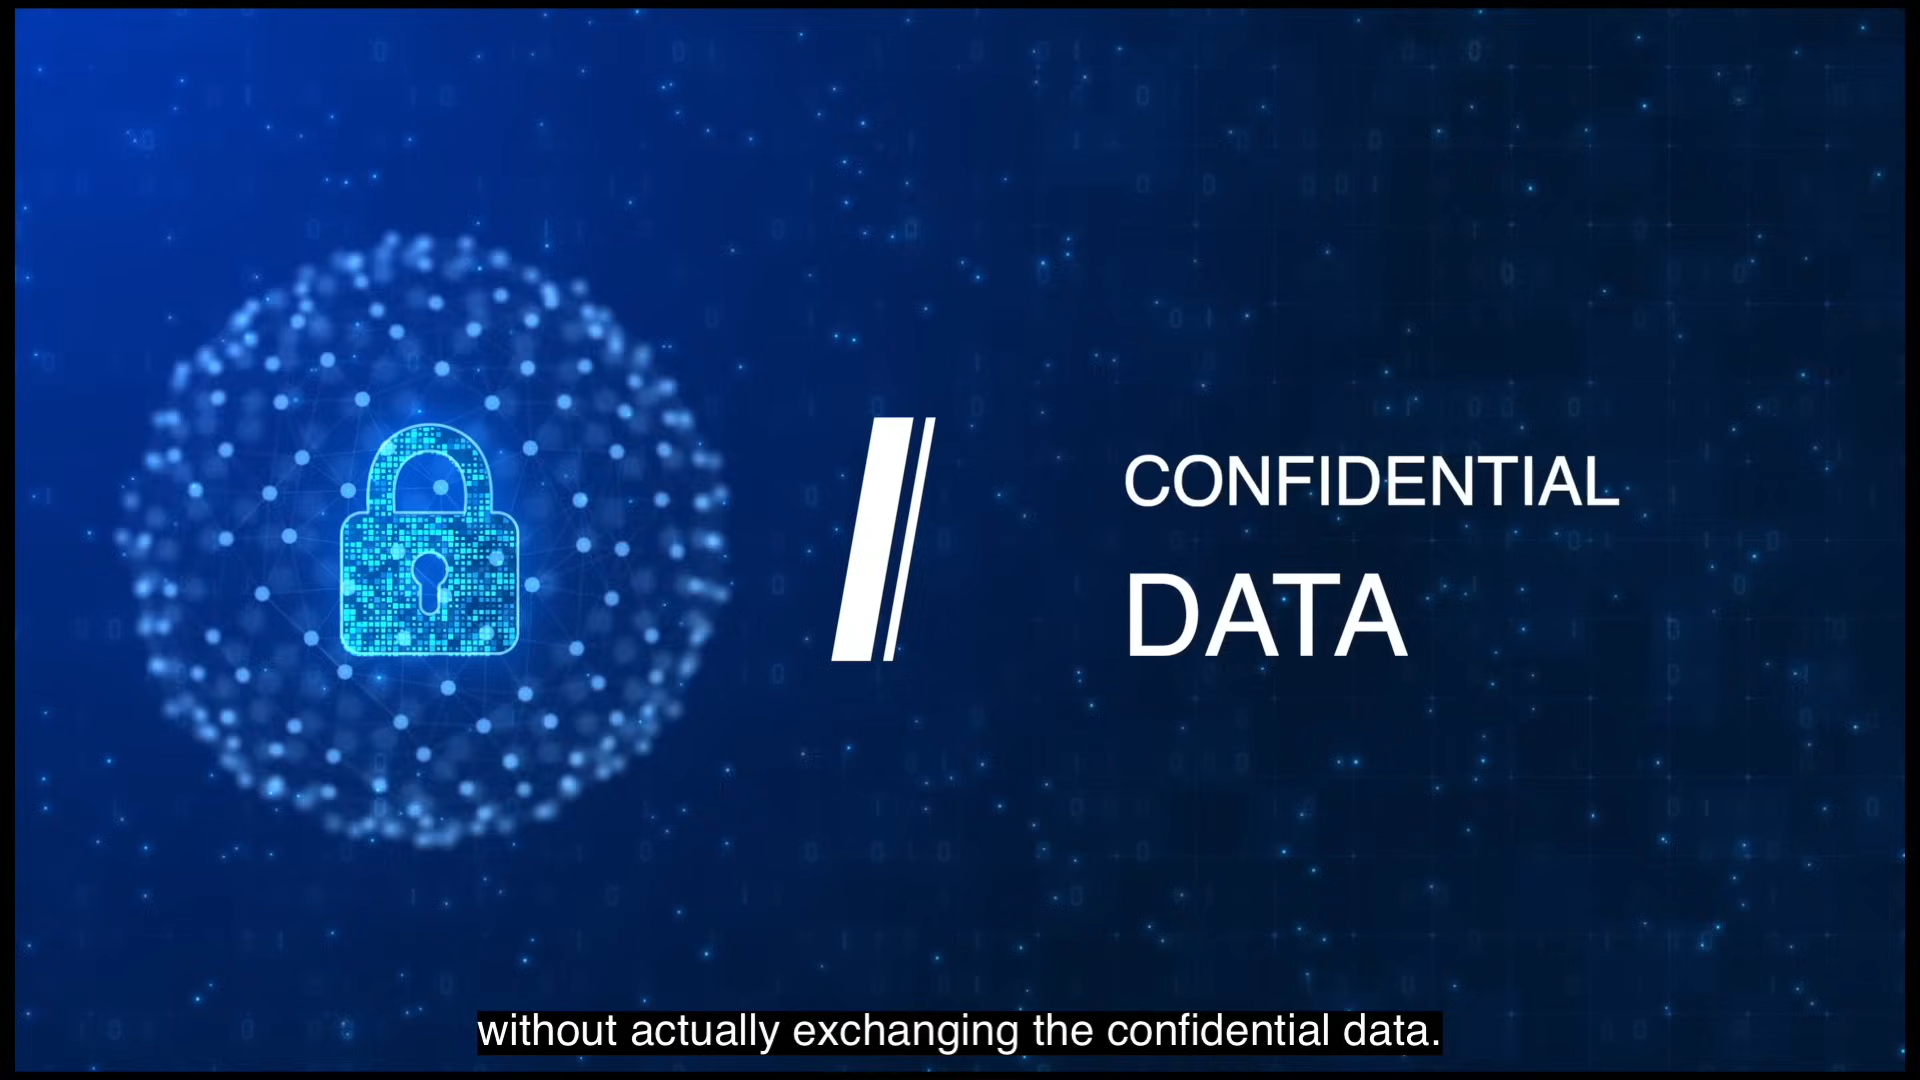 CONFIDENTIAL
DATA
without actually exchanging the confidential data.